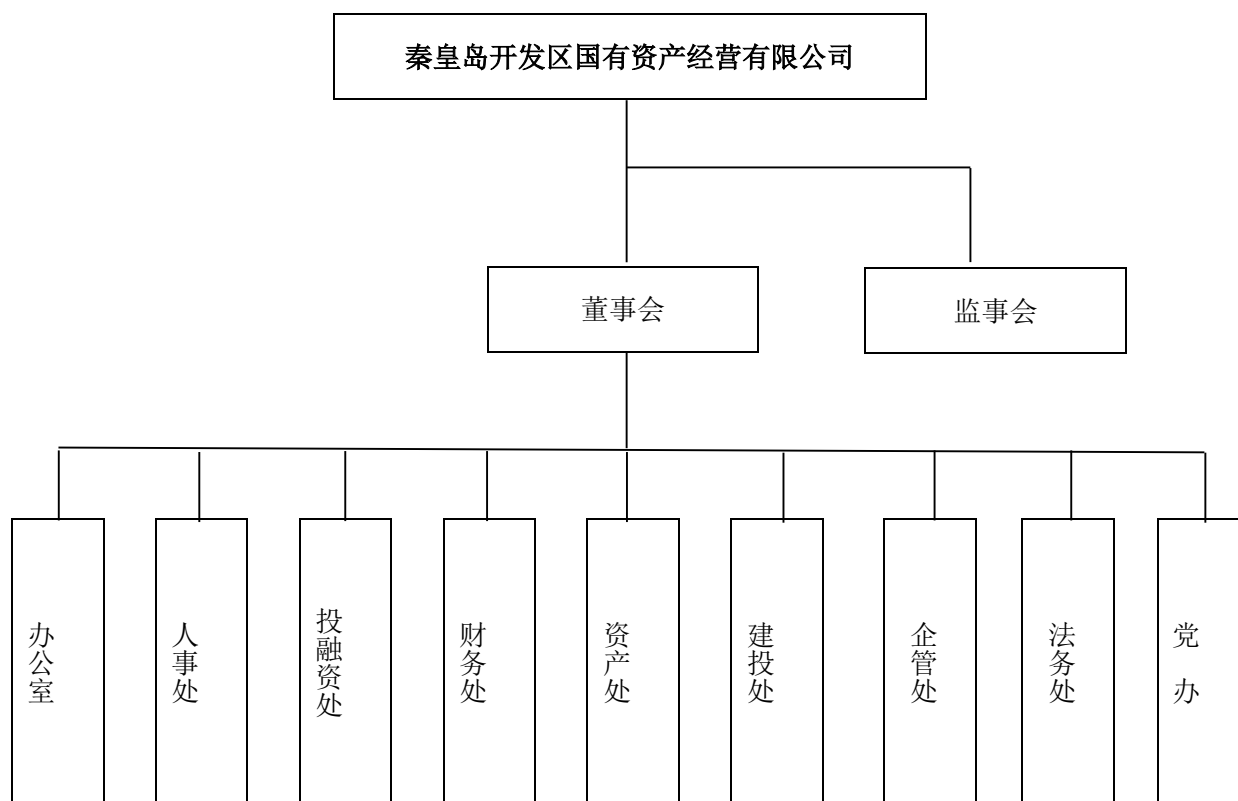 秦皇岛开发区国有资产经营有限公司
董事会
监事会
办公室
人事处
投融资处
财务处
资产处
建投处
企管处
法务处
党办